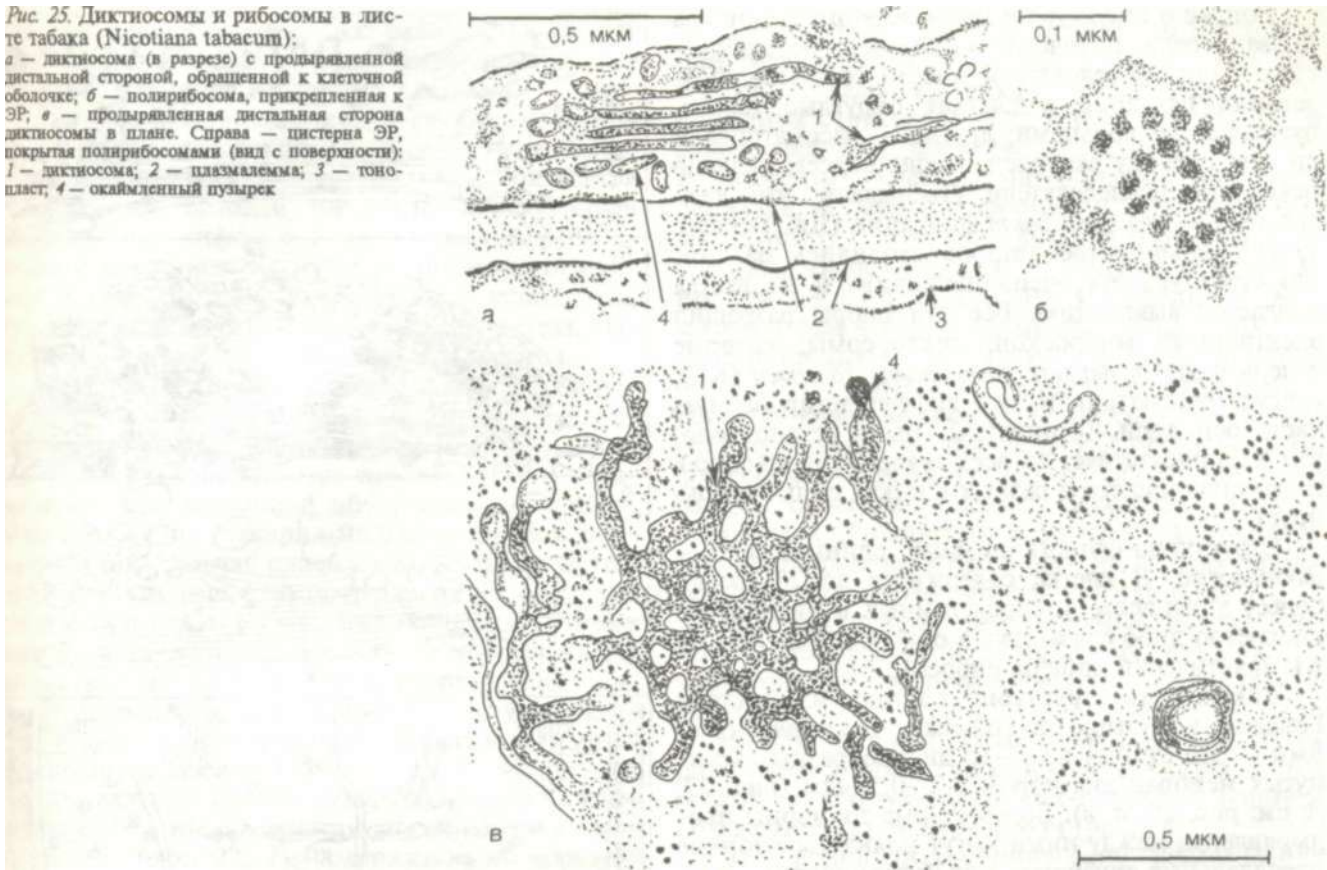 Рис. 25. Диктиосомы и рибосомы в лис-
те табака (Nicotiana tabacum):
а — диктиосома (в разрезе) с продырявленной
дистальной стороной, обращенной к клеточной
оболочке; б — полирибосома, прикрепленная к
ЭР; в — продырявленная дистальная сторона
диктиосомы в плане. Справа — цистерна ЭР,
покрытая полирибосомами (вид с поверхности):
1 — диктиосома; 2 — плазмалемма; 3 — тоно-
пласт; 4 — окаймленный пузырек
0,5 мкм
0,1 мкм
1
а
4
2
3
б
1
4
в
0,5 мкм